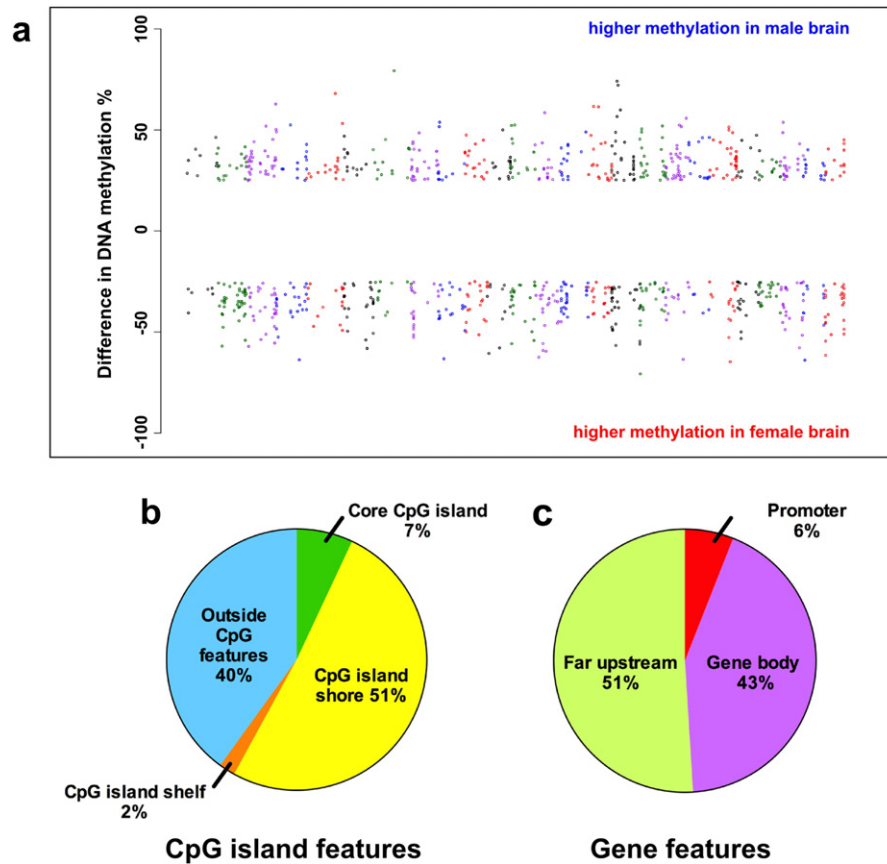 a
higher methylation in male brain
100
50
0
-50
-100
Difference in DNA methylation %
higher methylation in female brain
b
Core CpG island
7%
Outside
CpG
features
40%
CpG island
shore 51%
CpG island shelf
2%
CpG island features
c
Promoter
6%
Far upstream
51%
Gene body
43%
Gene features